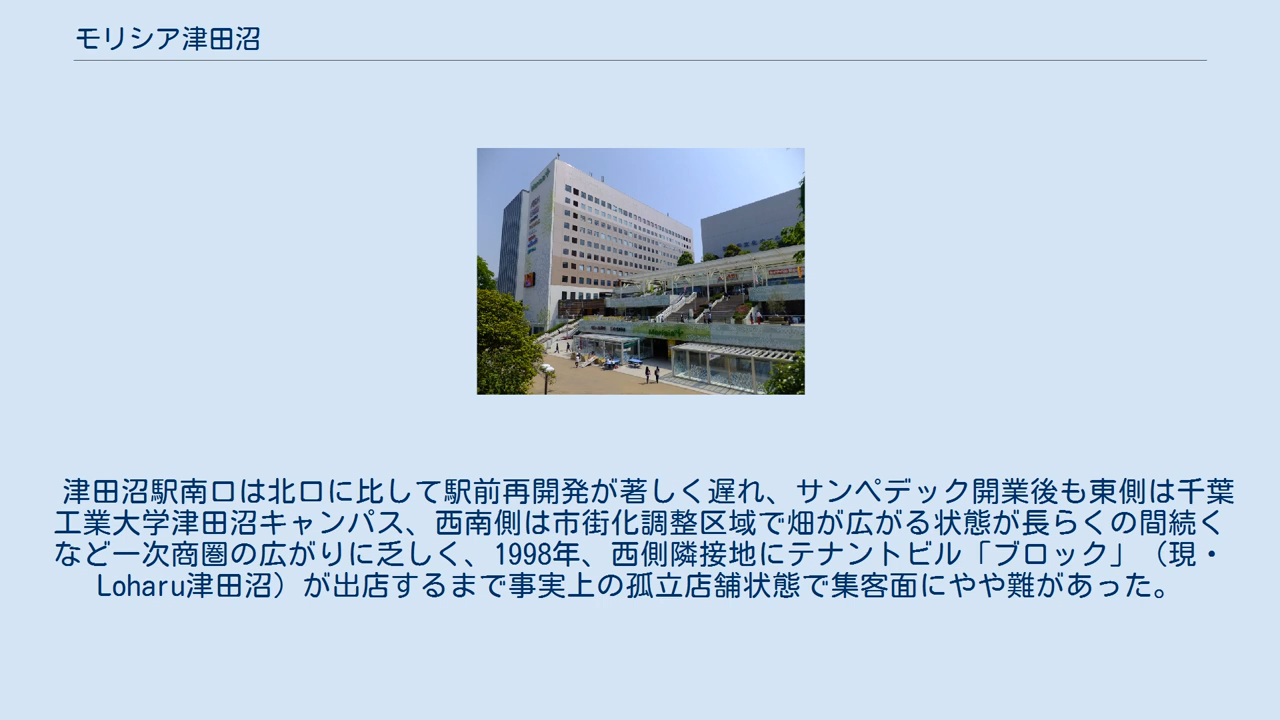 モリシア津田沼
津田沼駅南口は北口に比して駅前再開発が著しく遅れ、サンペデック開業後も東側は千葉
工業大学津田沼キャンパス、西南側は市街化調整区域で畑が広がる状態が長らくの間続く
など一次商圏の広がりに乏しく、1998年、西側隣接地にテナントビル「ブロック」（現・
Loharu津田沼）が出店するまで事実上の孤立店舗状態で集客面にやや難があった。